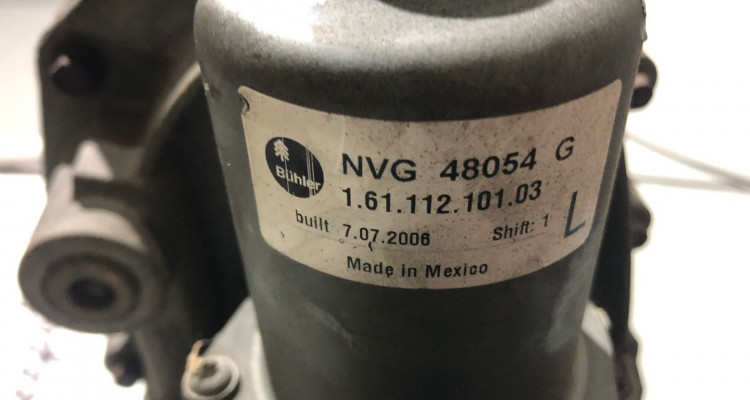 Bühler
NVG 48054 G
1.61.112.101.03
built 7.07.2006 Shift: 1 L
Made in Mexico